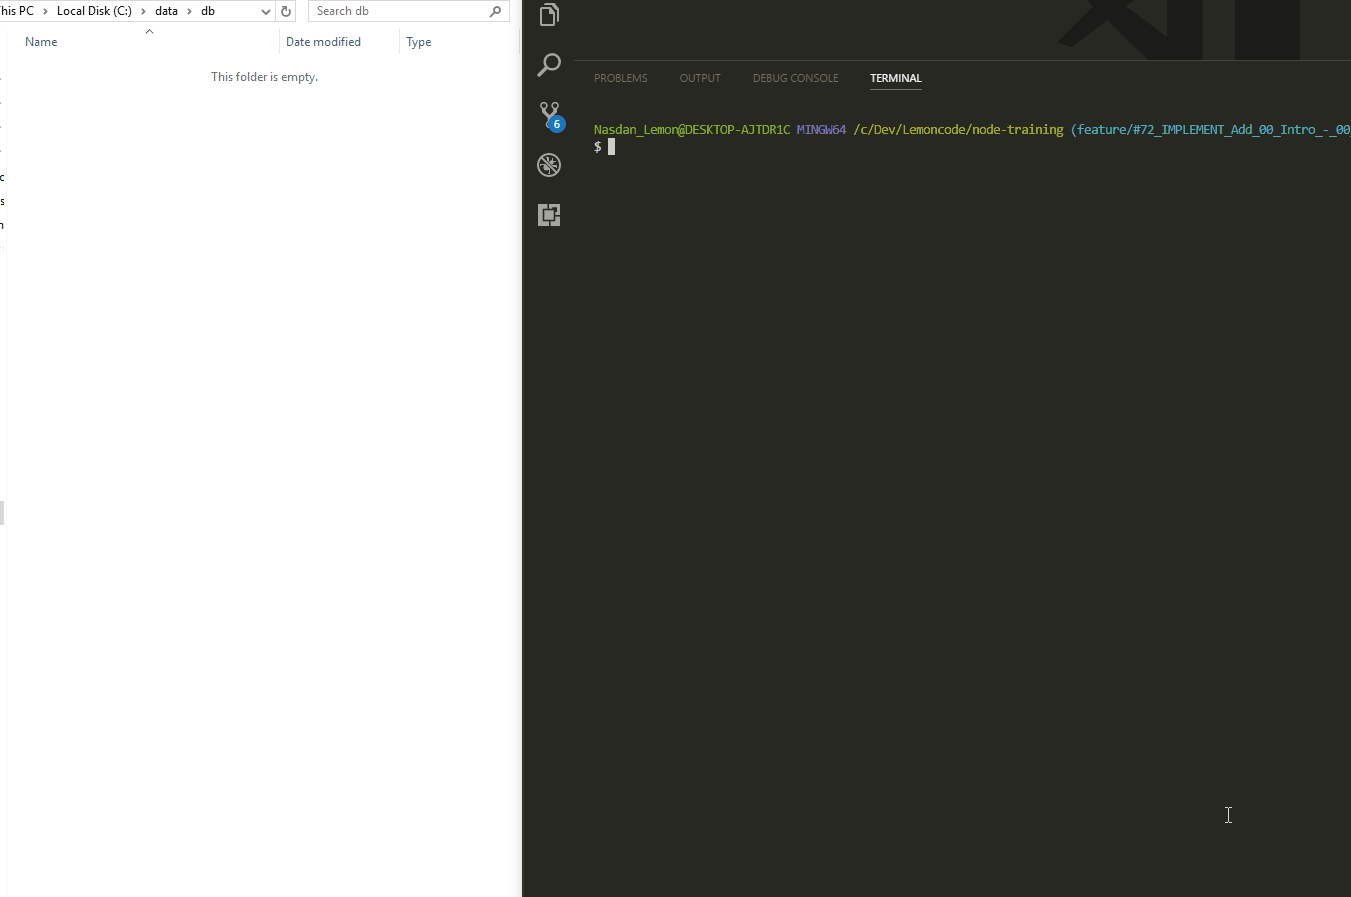 his PC > Local Disk (C:) > data > db
Search db
Name Date modified Type
This folder is empty.
c
s
n
6
PROBLEMS OUTPUT DEBUG CONSOLE TERMINAL
Nasdan_Lemon@DESKTOP-AJTDR1C MINGW64 /c/Dev/Lemoncode/node-training (feature/#72_IMPLEMENT_Add_00_Intro_-_00
$